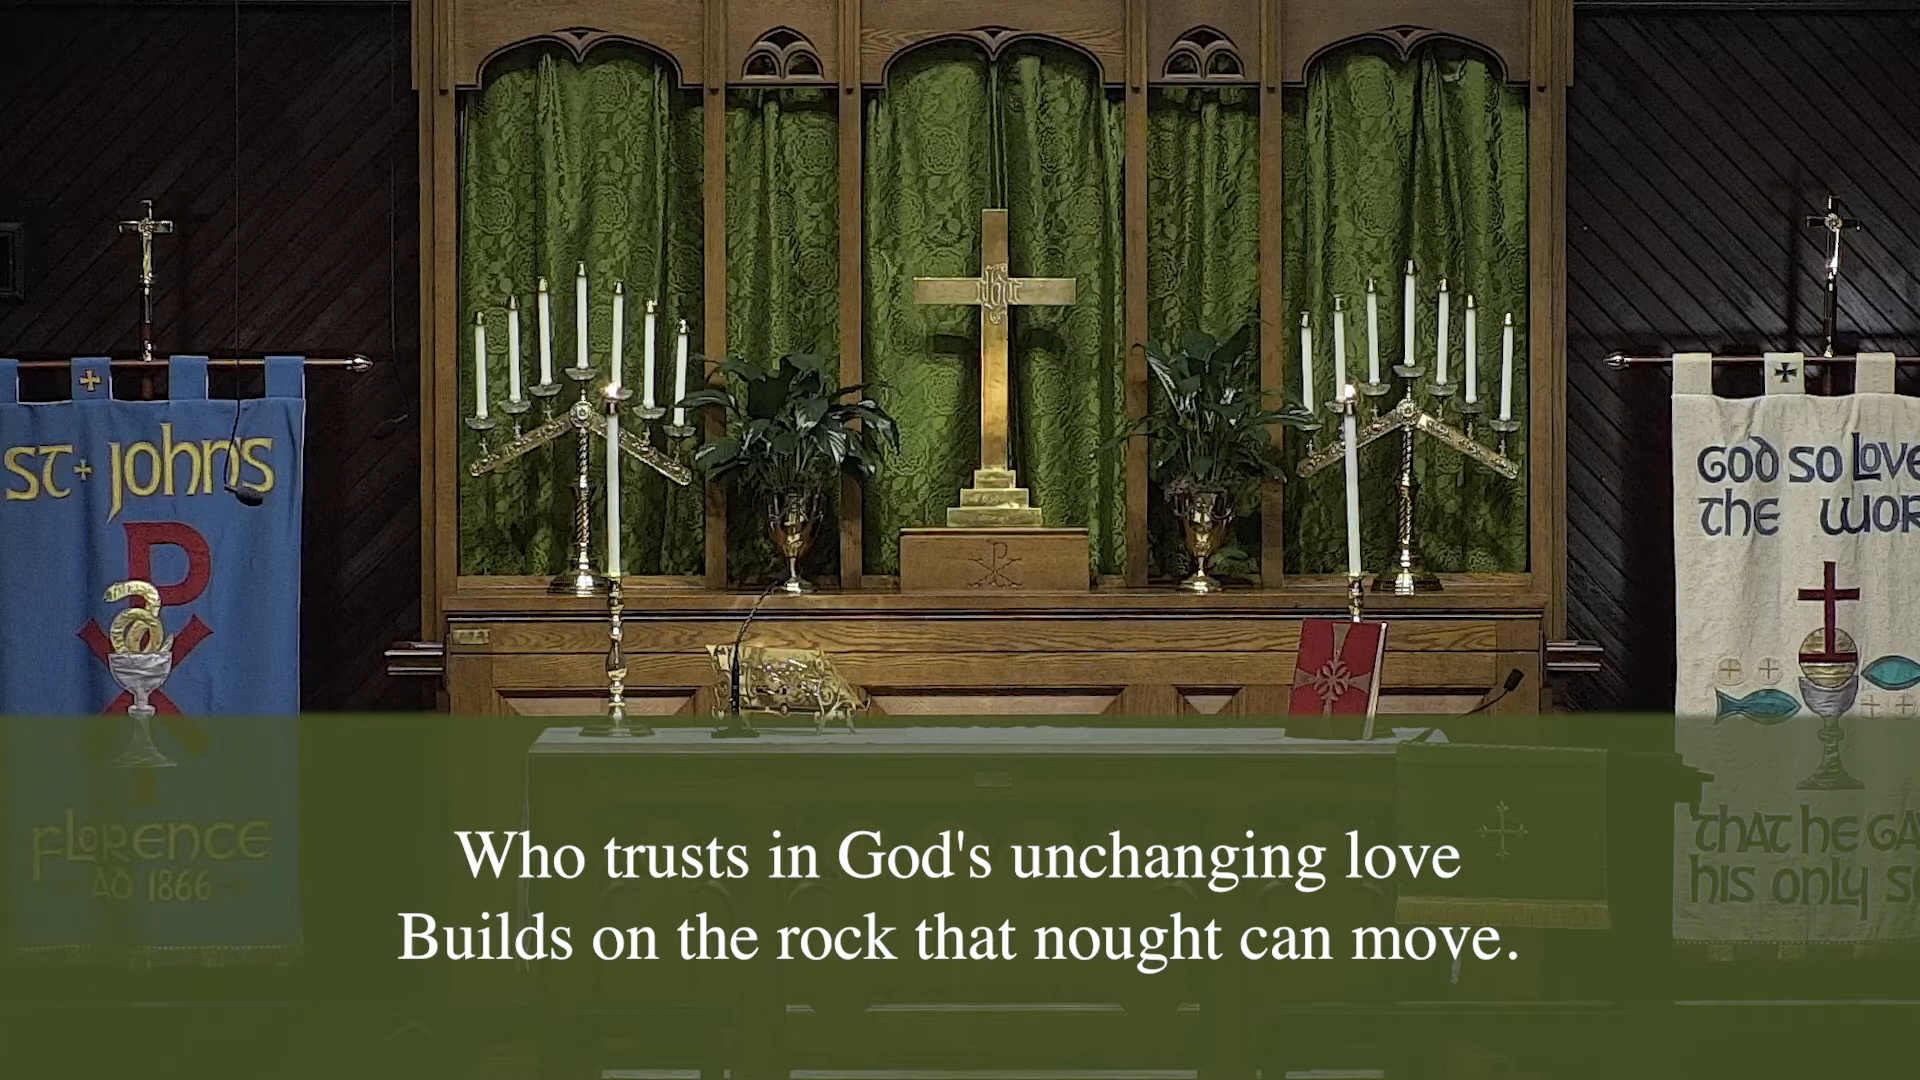 ST + Johns
FLORENCE
AD 1866
GOD SO LOVE
THE WOR
THAT HE GA
HIS ONLY S
Who trusts in God's unchanging love
Builds on the rock that nought can move.